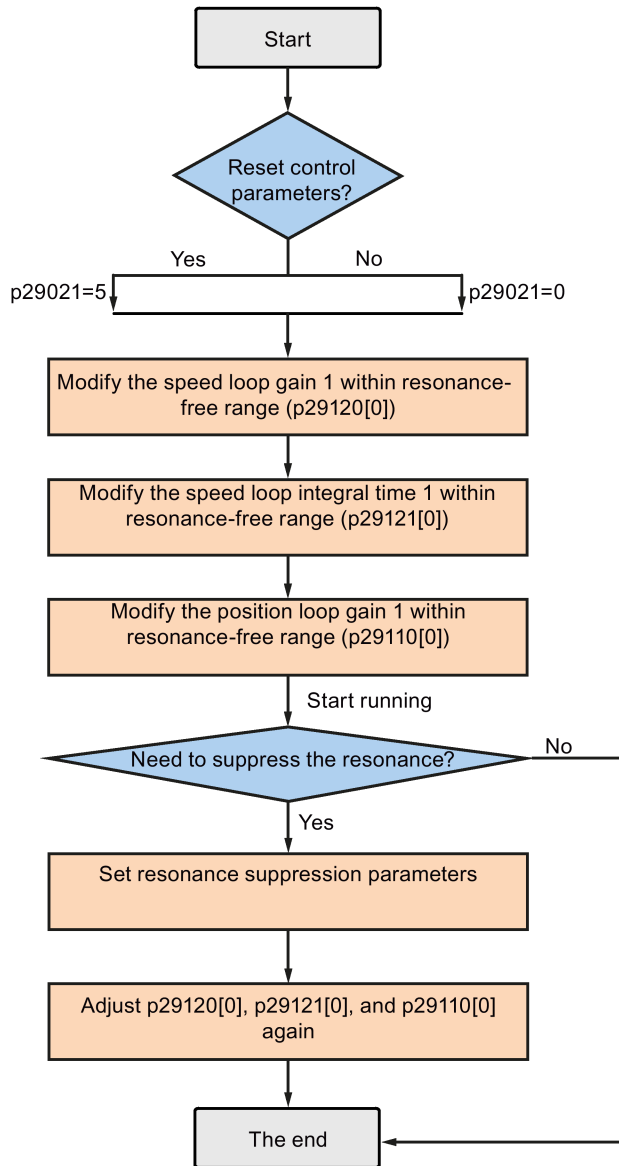 Start
Reset control
parameters?
Yes
No
p29021=5
p29021=0
Modify the speed loop gain 1 within resonance-
free range (p29120[0])
Modify the speed loop integral time 1 within
resonance-free range (p29121[0])
Modify the position loop gain 1 within
resonance-free range (p29110[0])
Start running
Need to suppress the resonance?
No
Yes
Set resonance suppression parameters
Adjust p29120[0], p29121[0], and p29110[0]
again
The end